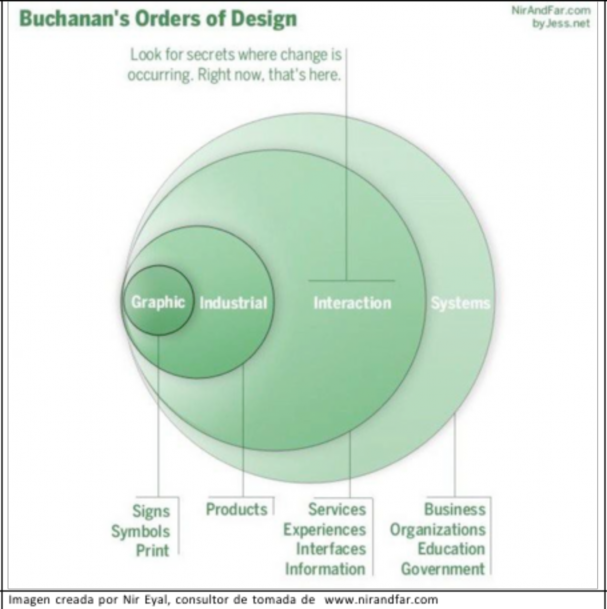 Buchanan's Orders of Design
NirAndFar.com
by Jess.net
Look for secrets where change is
occurring. Right now, that's here.
Graphic
Industrial
Interaction
Systems
Signs
Symbols
Print
Products
Services
Experiences
Interfaces
Information
Business
Organizations
Education
Government
Imagen creada por Nir Eyal, consultor de tomada de www.nirandfar.com